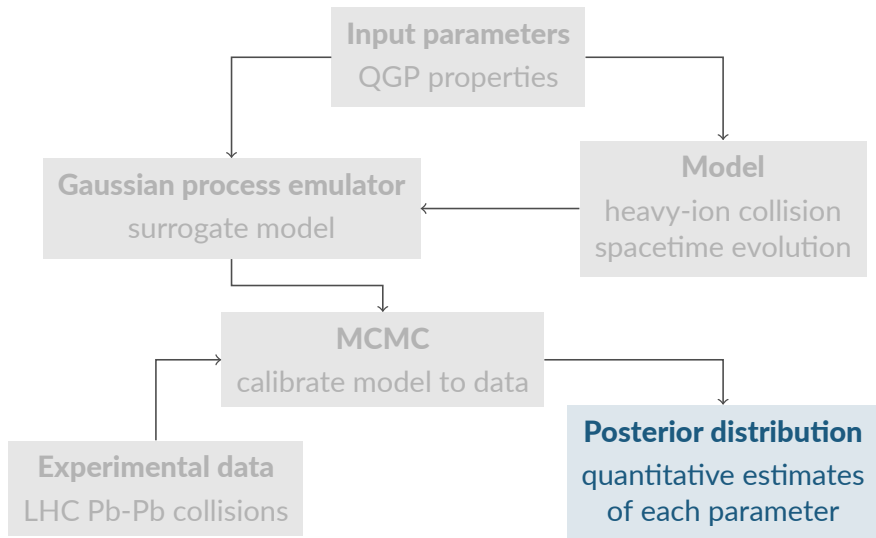 Input parameters
QGP properties
Gaussian process emulator
surrogate model
Model
heavy-ion collision
spacetime evolution
MCMC
calibrate model to data
Experimental data
LHC Pb-Pb collisions
Posterior distribution
quantitative estimates
of each parameter